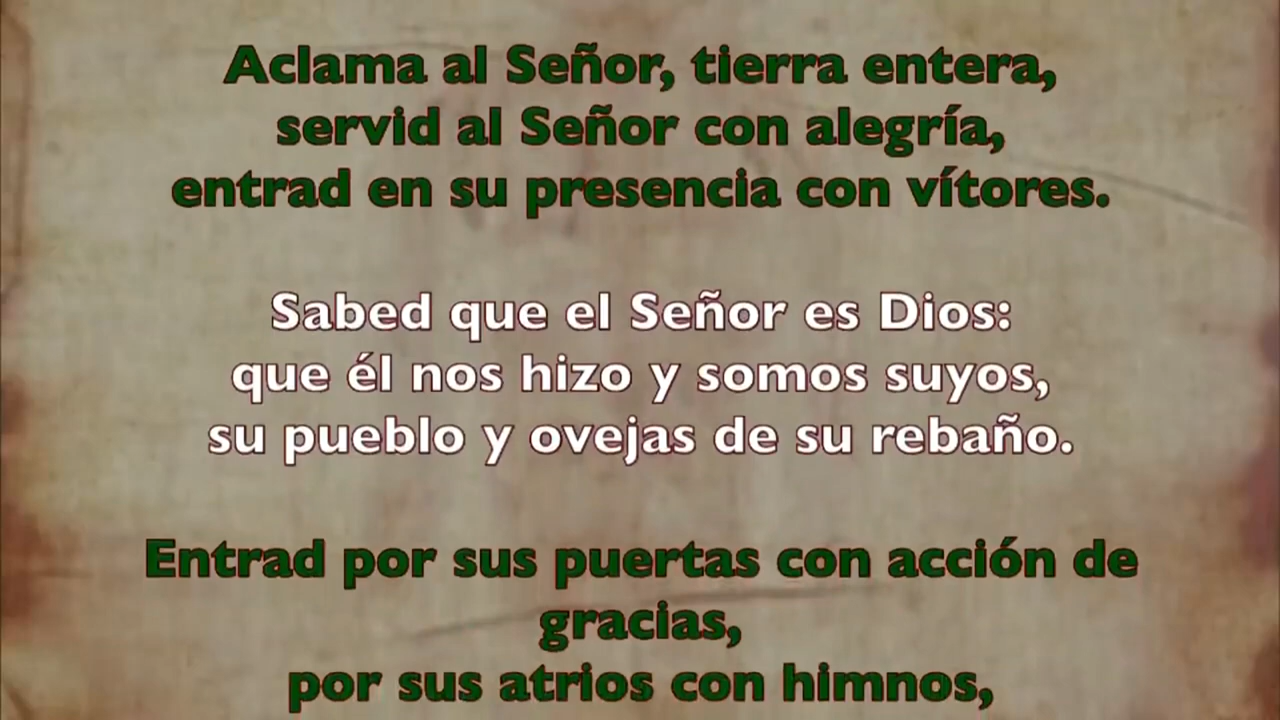 Aclama al Señor, tierra entera,
servid al Señor con alegría,
entrad en su presencia con vítores.
Sabed que el Señor es Dios:
que él nos hizo y somos suyos,
su pueblo y ovejas de su rebaño.
Entrad por sus puertas con acción de
gracias,
por sus atrios con himnos,